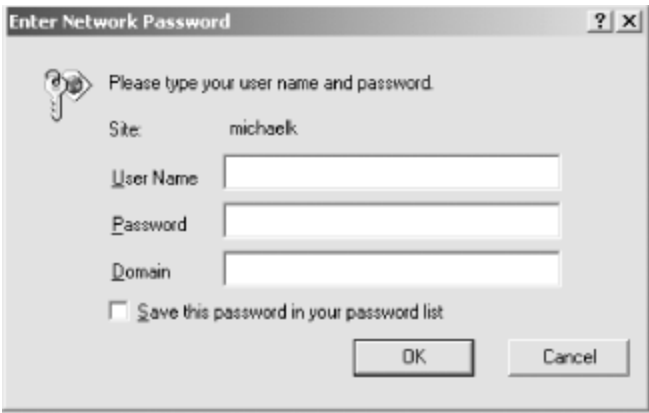 Enter Network Password
Please type your user name and password.
Site: michaelk
User Name
Password
Domain
Save this password in your password list
OK Cancel